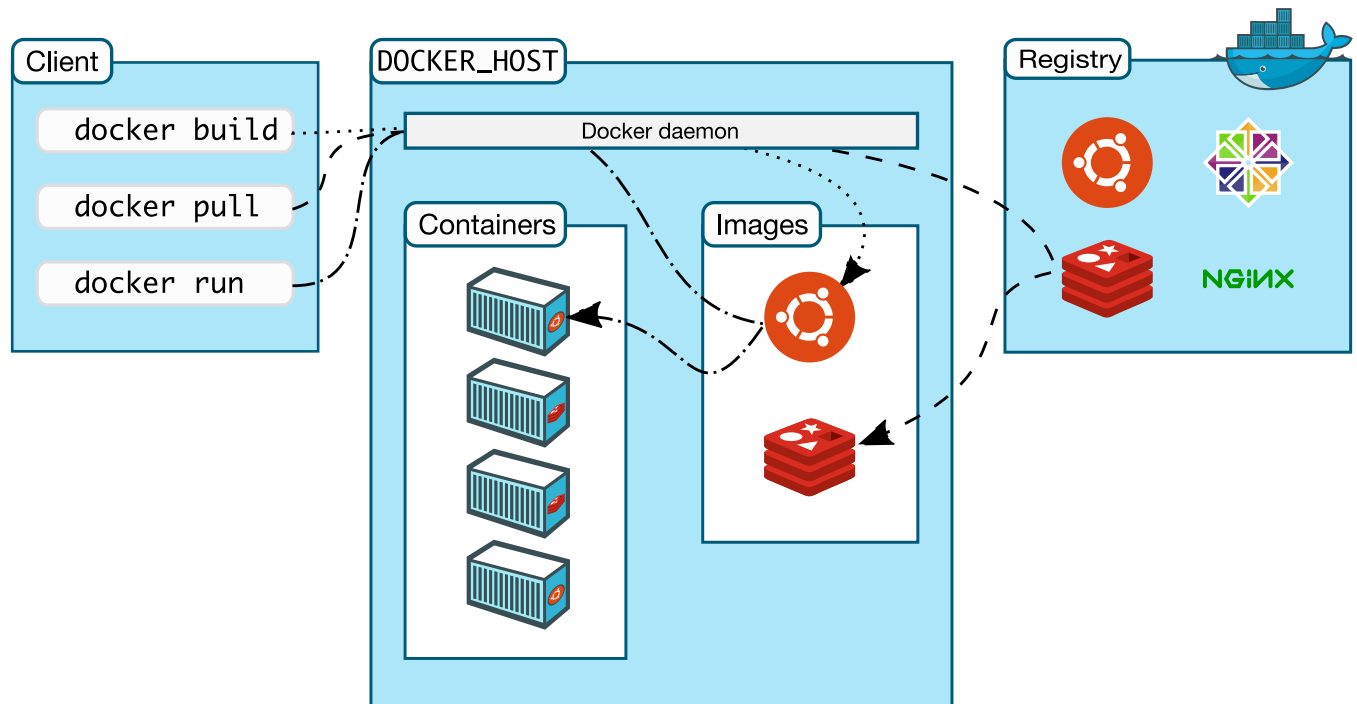 Client
docker build
docker pull
docker run
DOCKER_HOST
Docker daemon
Containers
Images
Registry
NGiNX